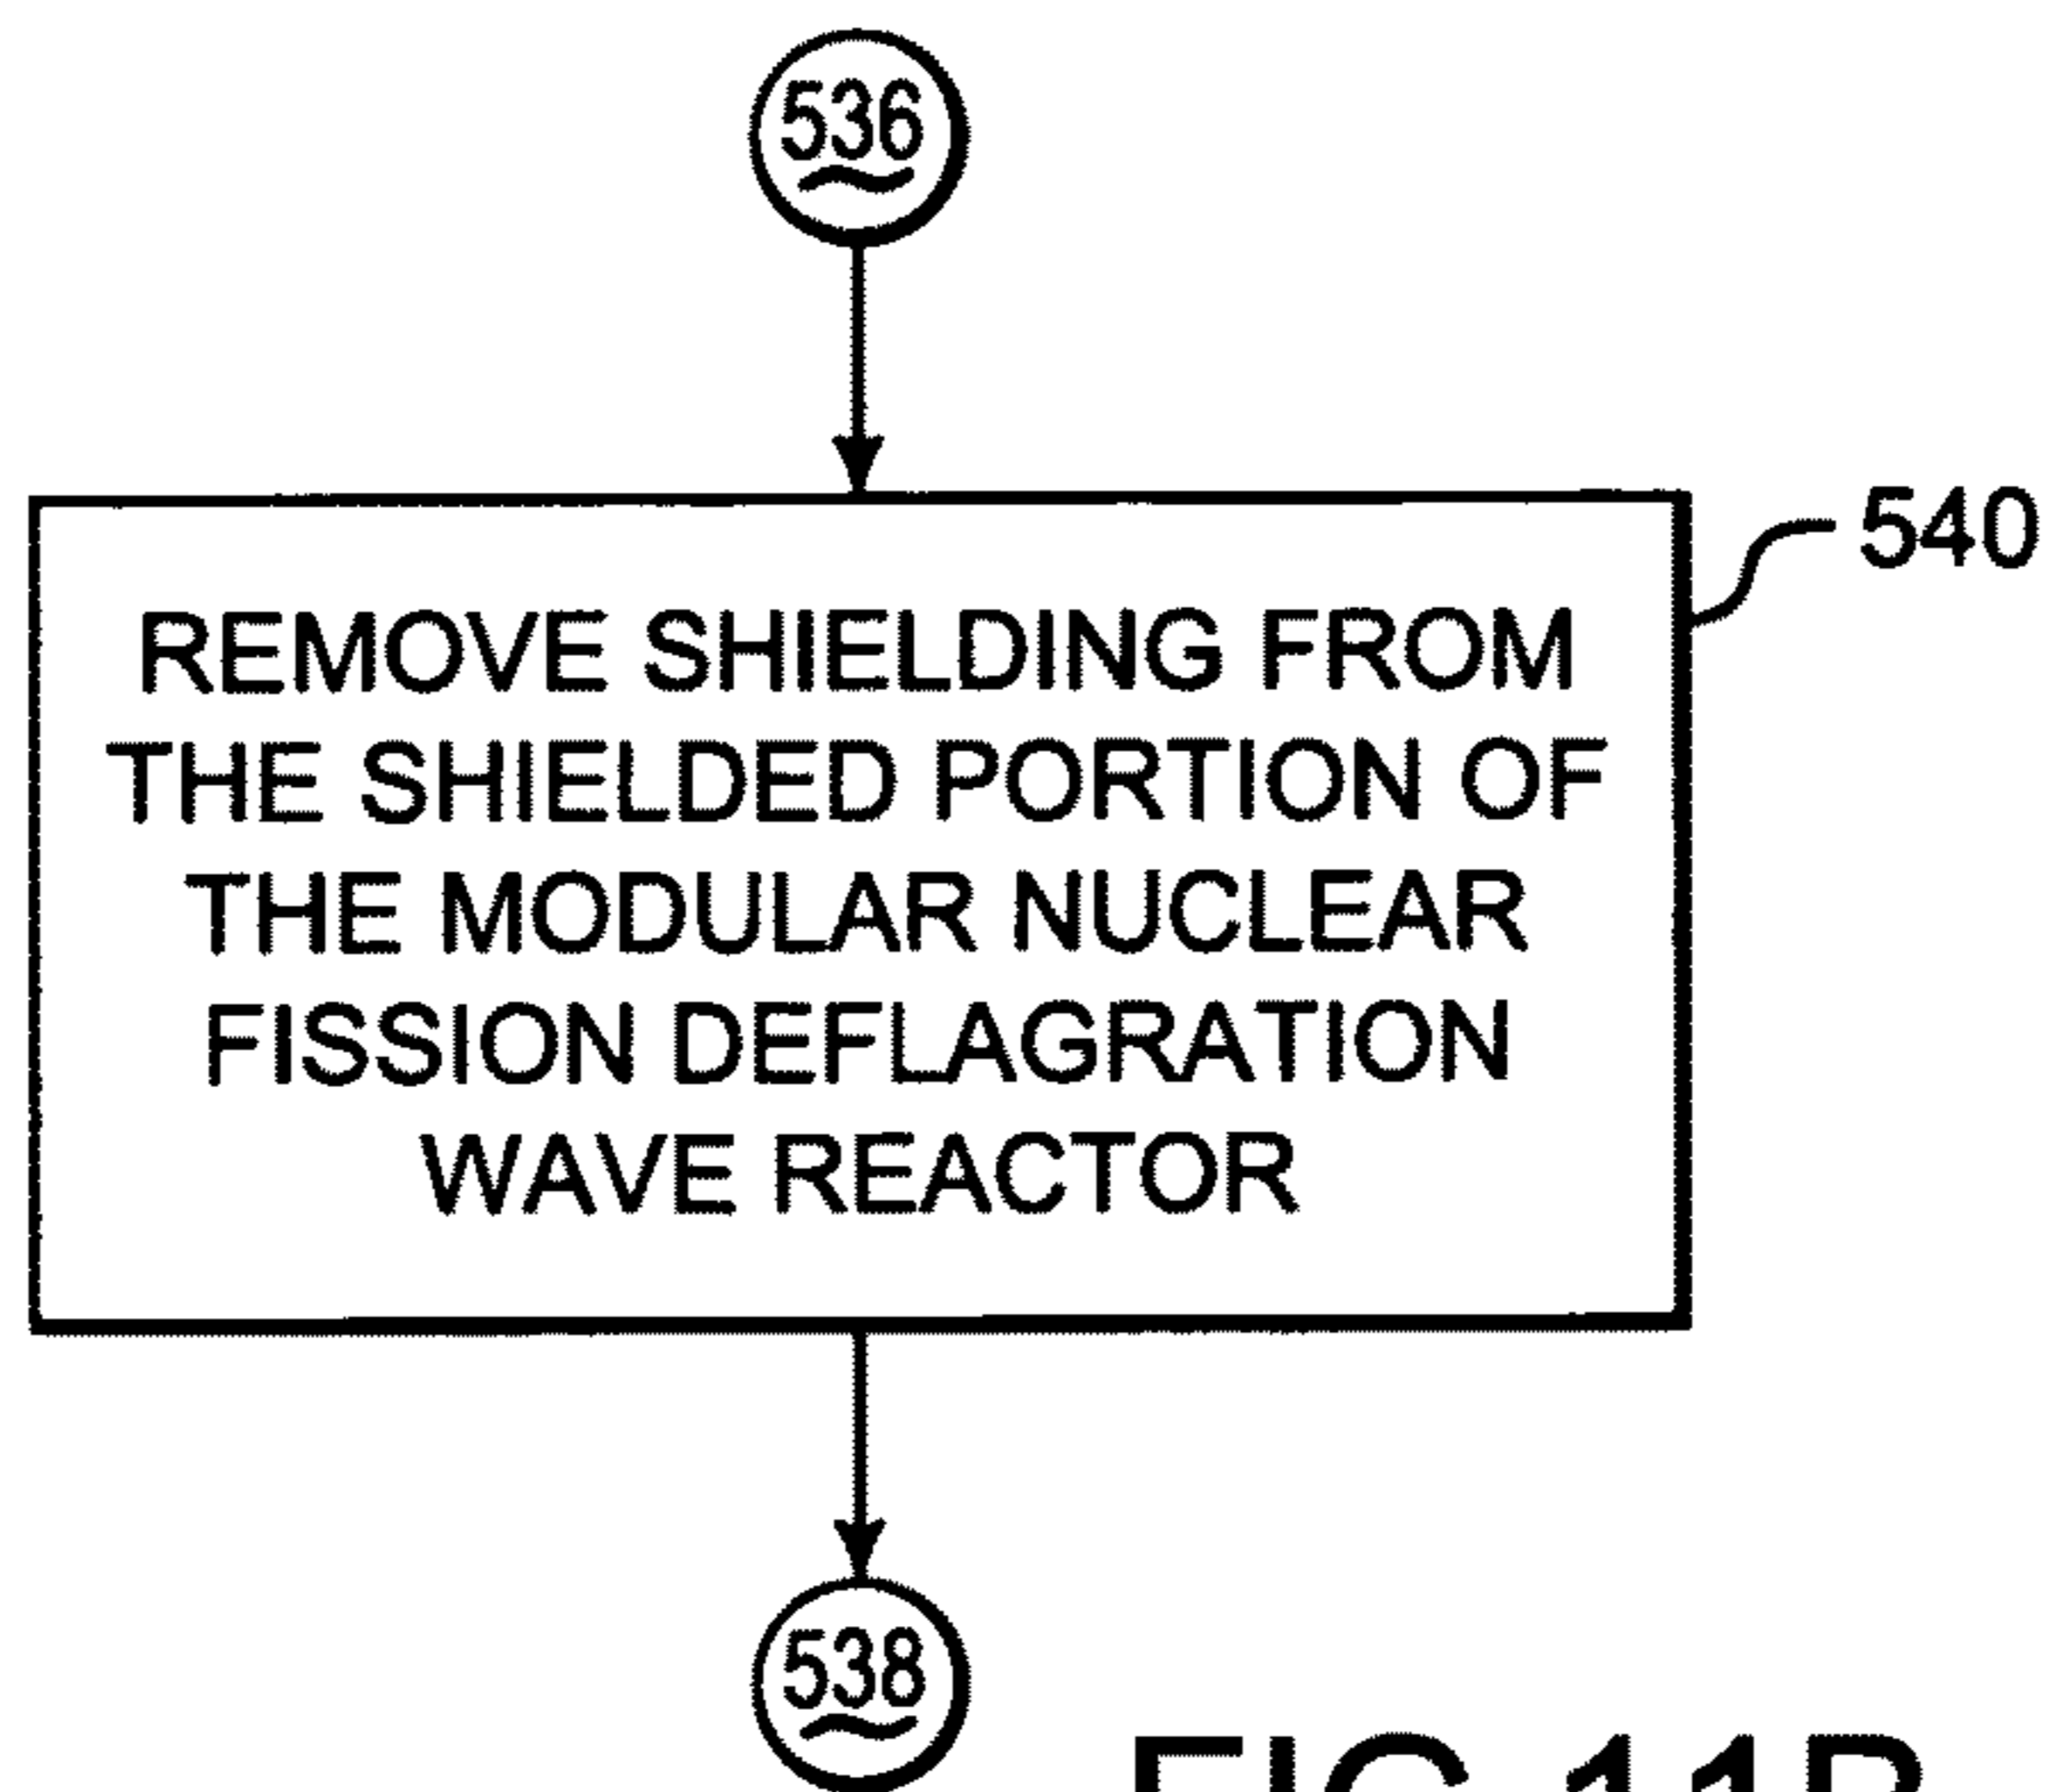 536
540
REMOVE SHIELDING FROM
THE SHIELDED PORTION OF
THE MODULAR NUCLEAR
FISSION DEFLAGRATION
WAVE REACTOR
538